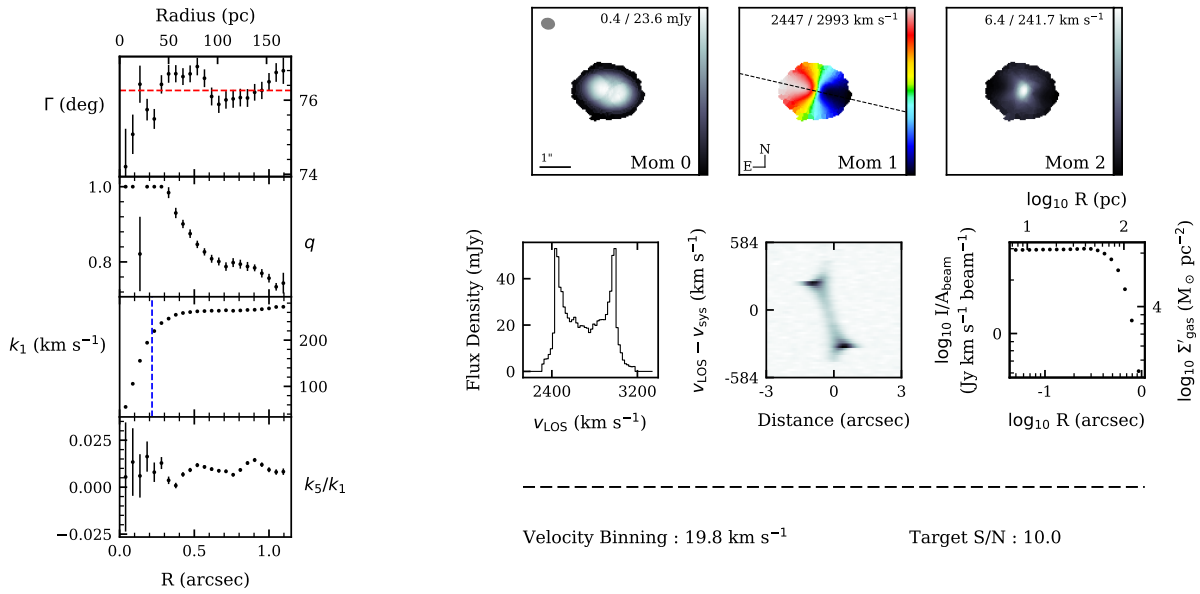 Radius (pc)
0 50 100 150
Γ (deg)
76
74
1.0
0.8
q
k₁ (km s⁻¹)
200
100
0.025
0.000
−0.025
k₅/k₁
0.0 0.5 1.0
R (arcsec)
0.4 / 23.6 mJy
1"
Mom 0
2447 / 2993 km s⁻¹
N
E
Mom 1
6.4 / 241.7 km s⁻¹
Mom 2
Flux Density (mJy)
40
20
0
2400 3200
v_LOS (km s⁻¹)
v_LOS − v_sys (km s⁻¹)
584
0
-584
-3 0 3
Distance (arcsec)
log₁₀ R (pc)
1 2
log₁₀ I/A_beam
(Jy km s⁻¹ beam⁻¹)
0
4
log₁₀ Σ′_gas (M_⊙ pc⁻²)
-1 0
log₁₀ R (arcsec)
Velocity Binning : 19.8 km s⁻¹
Target S/N : 10.0